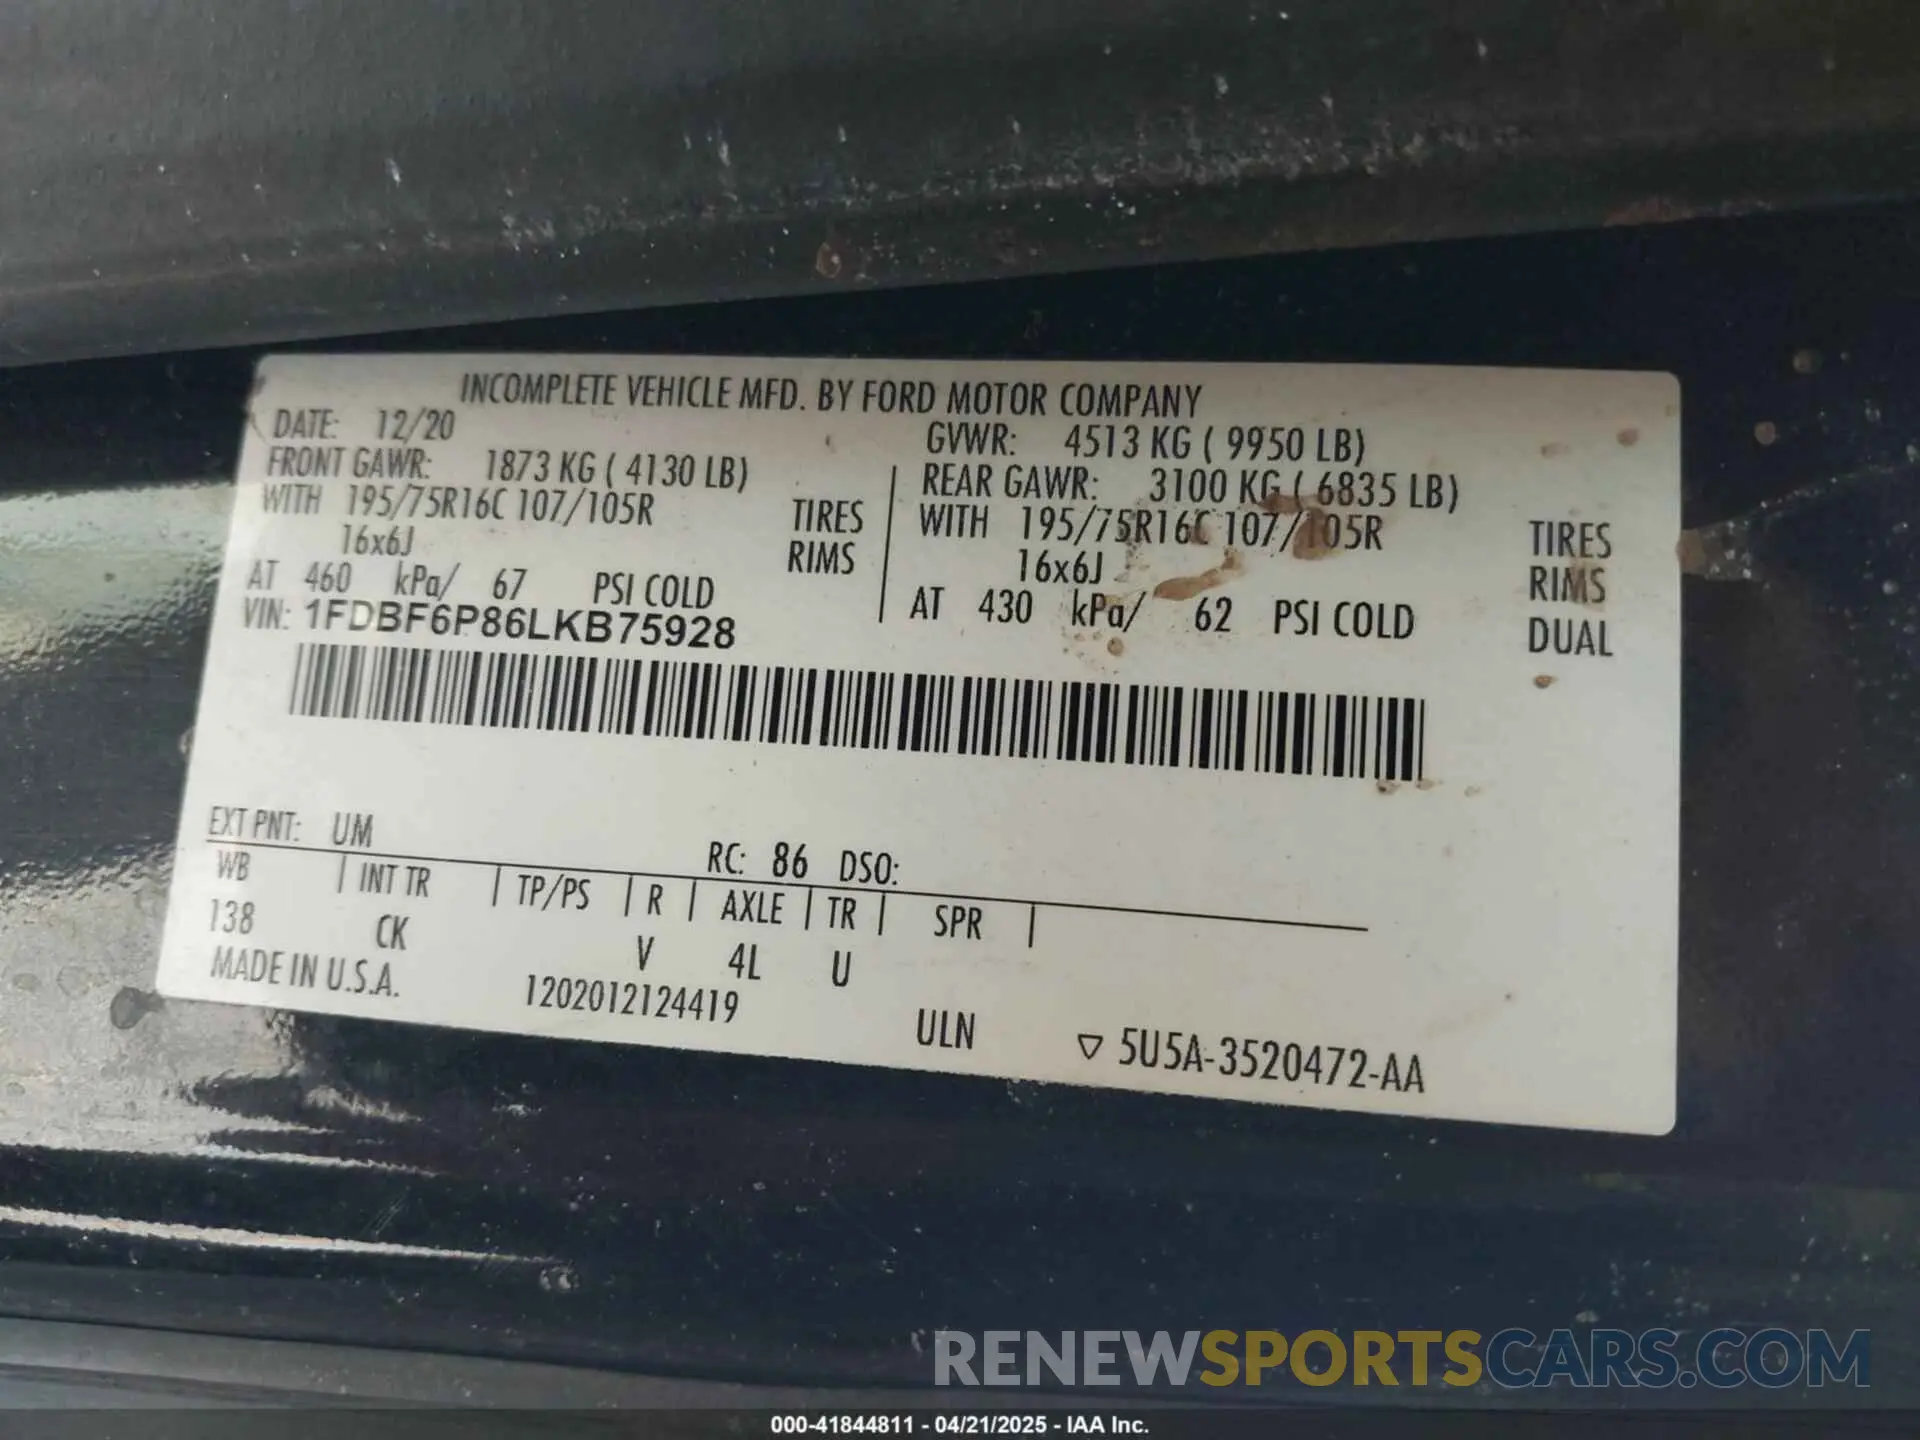 INCOMPLETE VEHICLE MFD. BY FORD MOTOR COMPANY
DATE: 12/20 GVWR: 4513 KG ( 9950 LB)
FRONT GAWR: 1873 KG ( 4130 LB) REAR GAWR: 3100 KG ( 6835 LB)
WITH 195/75R16C 107/105R TIRES WITH 195/75R16C 107/105R TIRES
16x6J RIMS 16x6J RIMS
AT 460 kPa/ 67 PSI COLD AT 430 kPa/ 62 PSI COLD DUAL
VIN: 1FDBF6P86LKB75928
EXT PNT: UM RC: 86 DSO:
WB | INT TR | TP/PS | R | AXLE | TR | SPR |
138 CK V 4L U
MADE IN U.S.A. 1202012124419 ULN ▽ 5U5A-3520472-AA
RENEWSPORTSCARS.COM
000-41844811 - 04/21/2025 - IAA Inc.